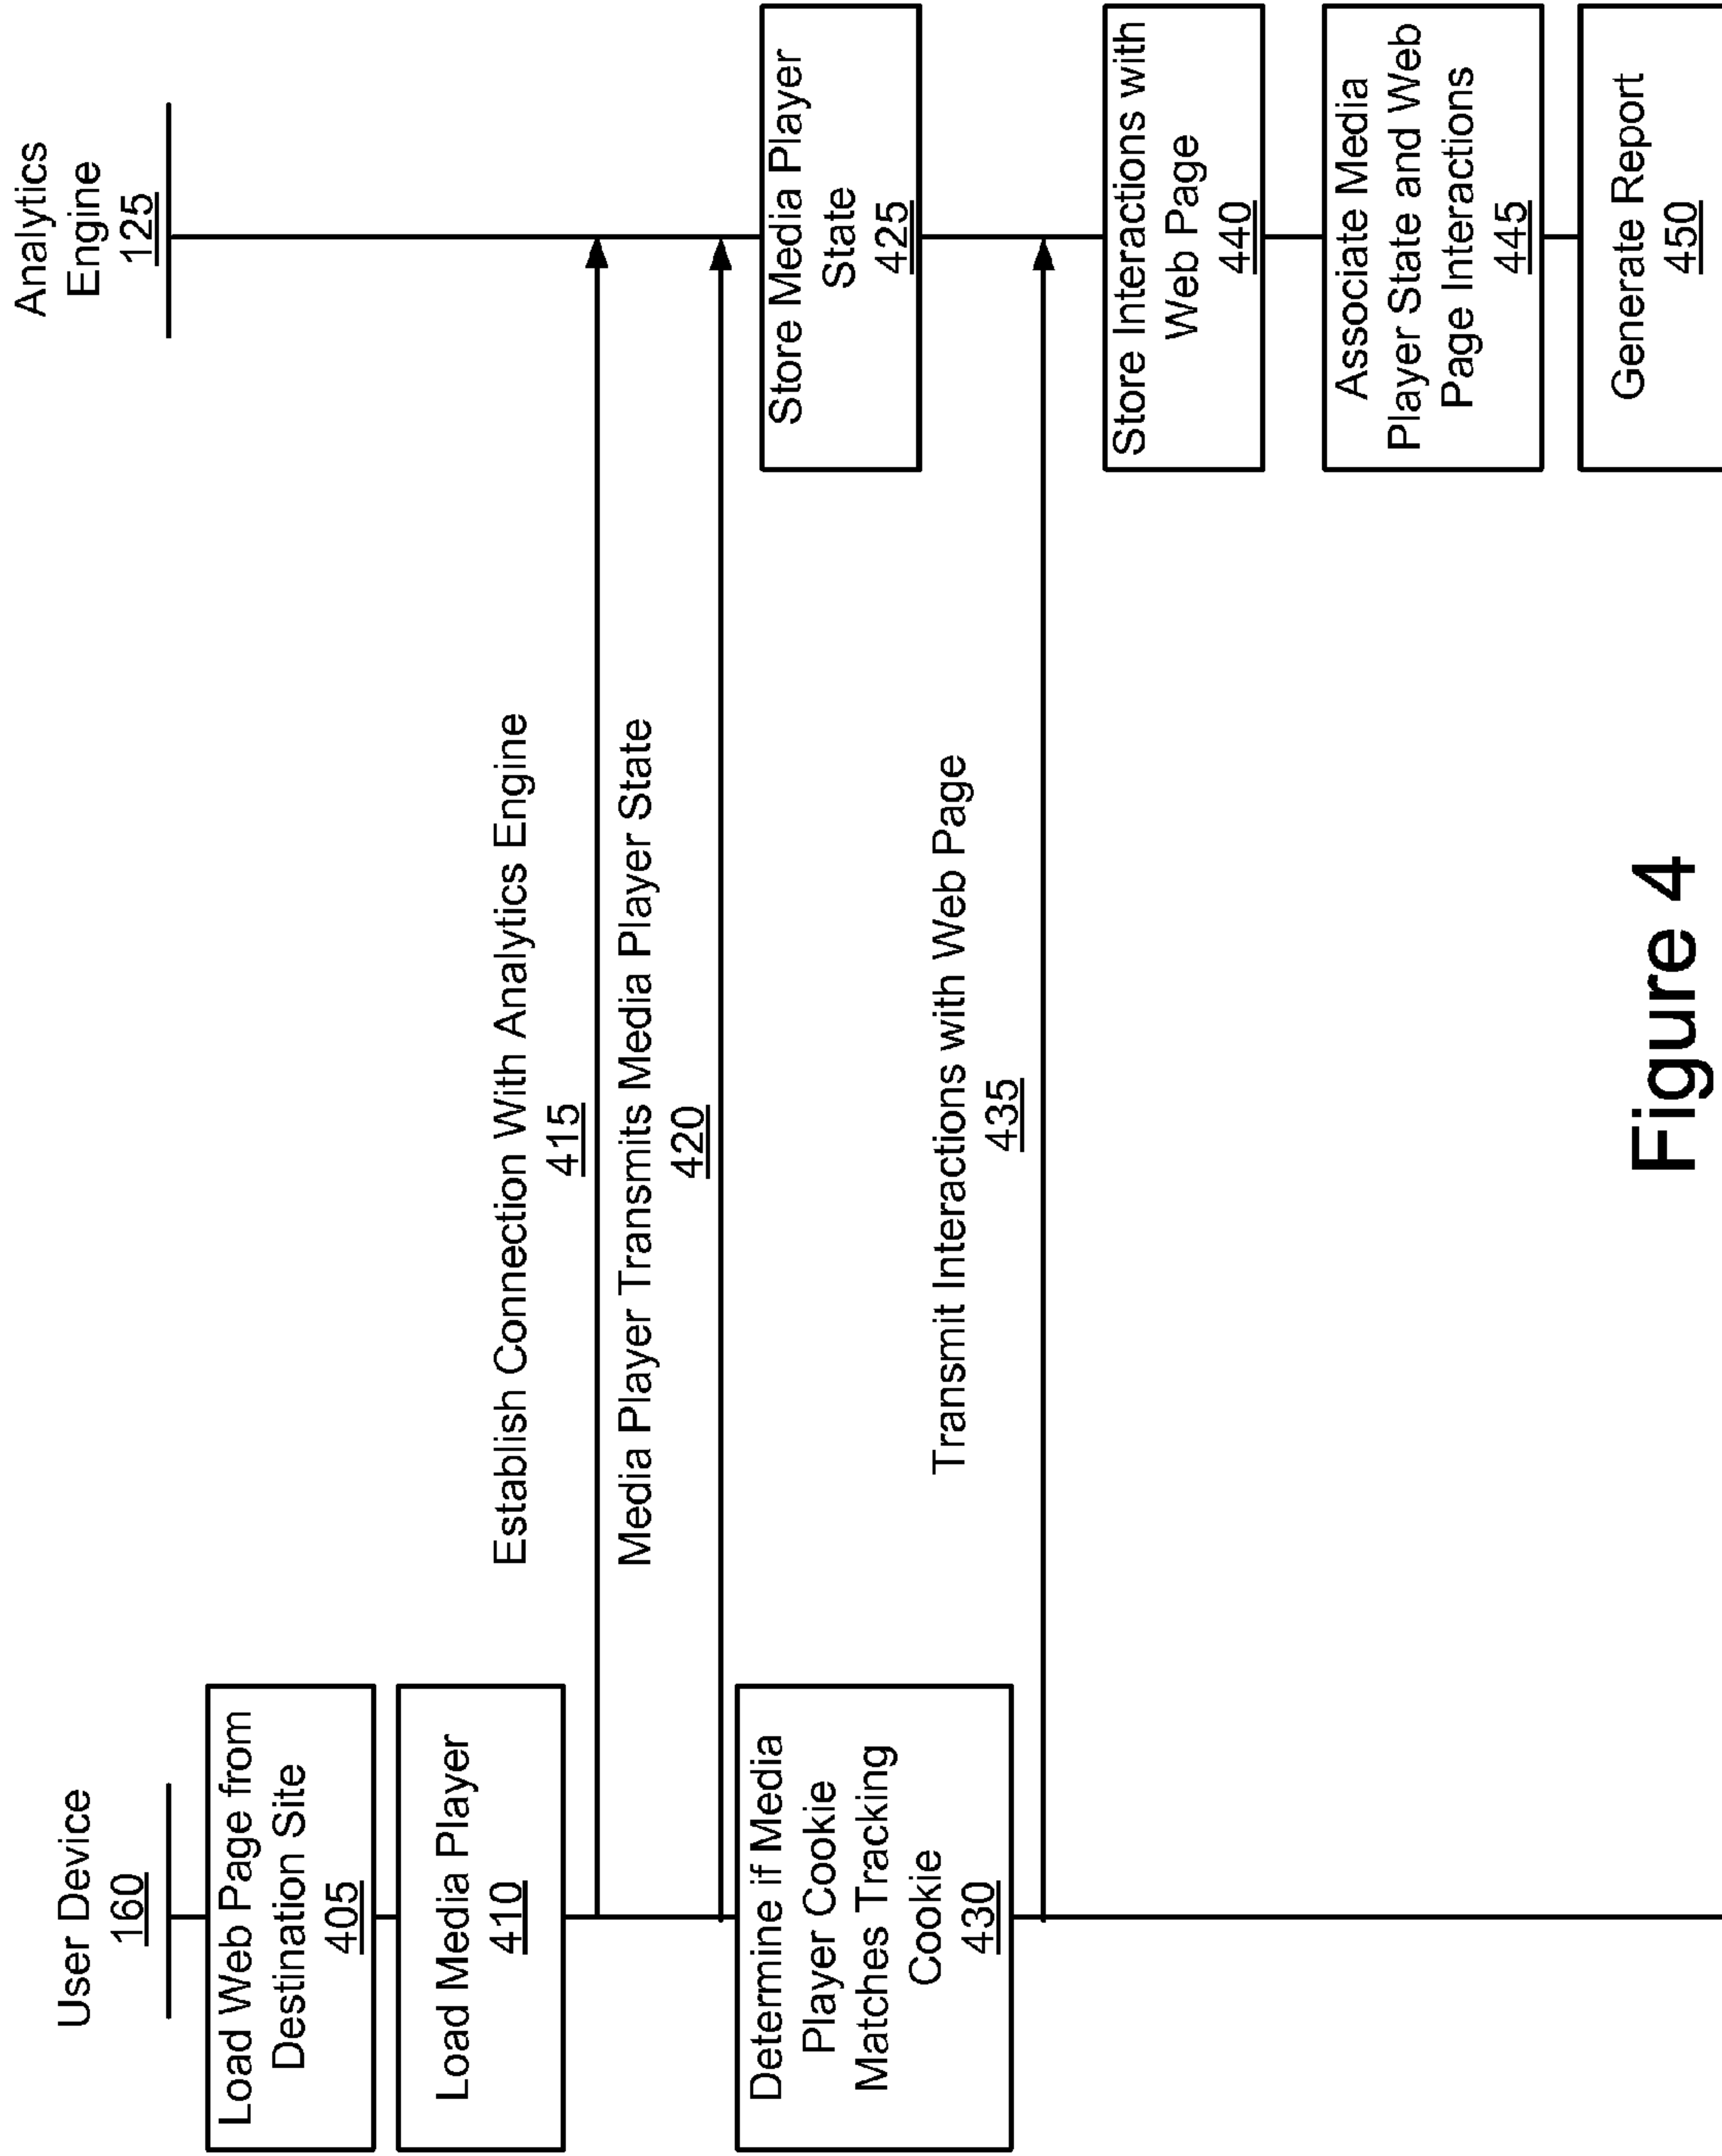 User Device
160
Analytics
Engine
125
Load Web Page from
Destination Site
405
Load Media Player
410
Establish Connection With Analytics Engine
415
Media Player Transmits Media Player State
420
Store Media Player
State
425
Determine if Media
Player Cookie
Matches Tracking
Cookie
430
Transmit Interactions with Web Page
435
Store Interactions with
Web Page
440
Associate Media
Player State and Web
Page Interactions
445
Generate Report
450
Figure 4